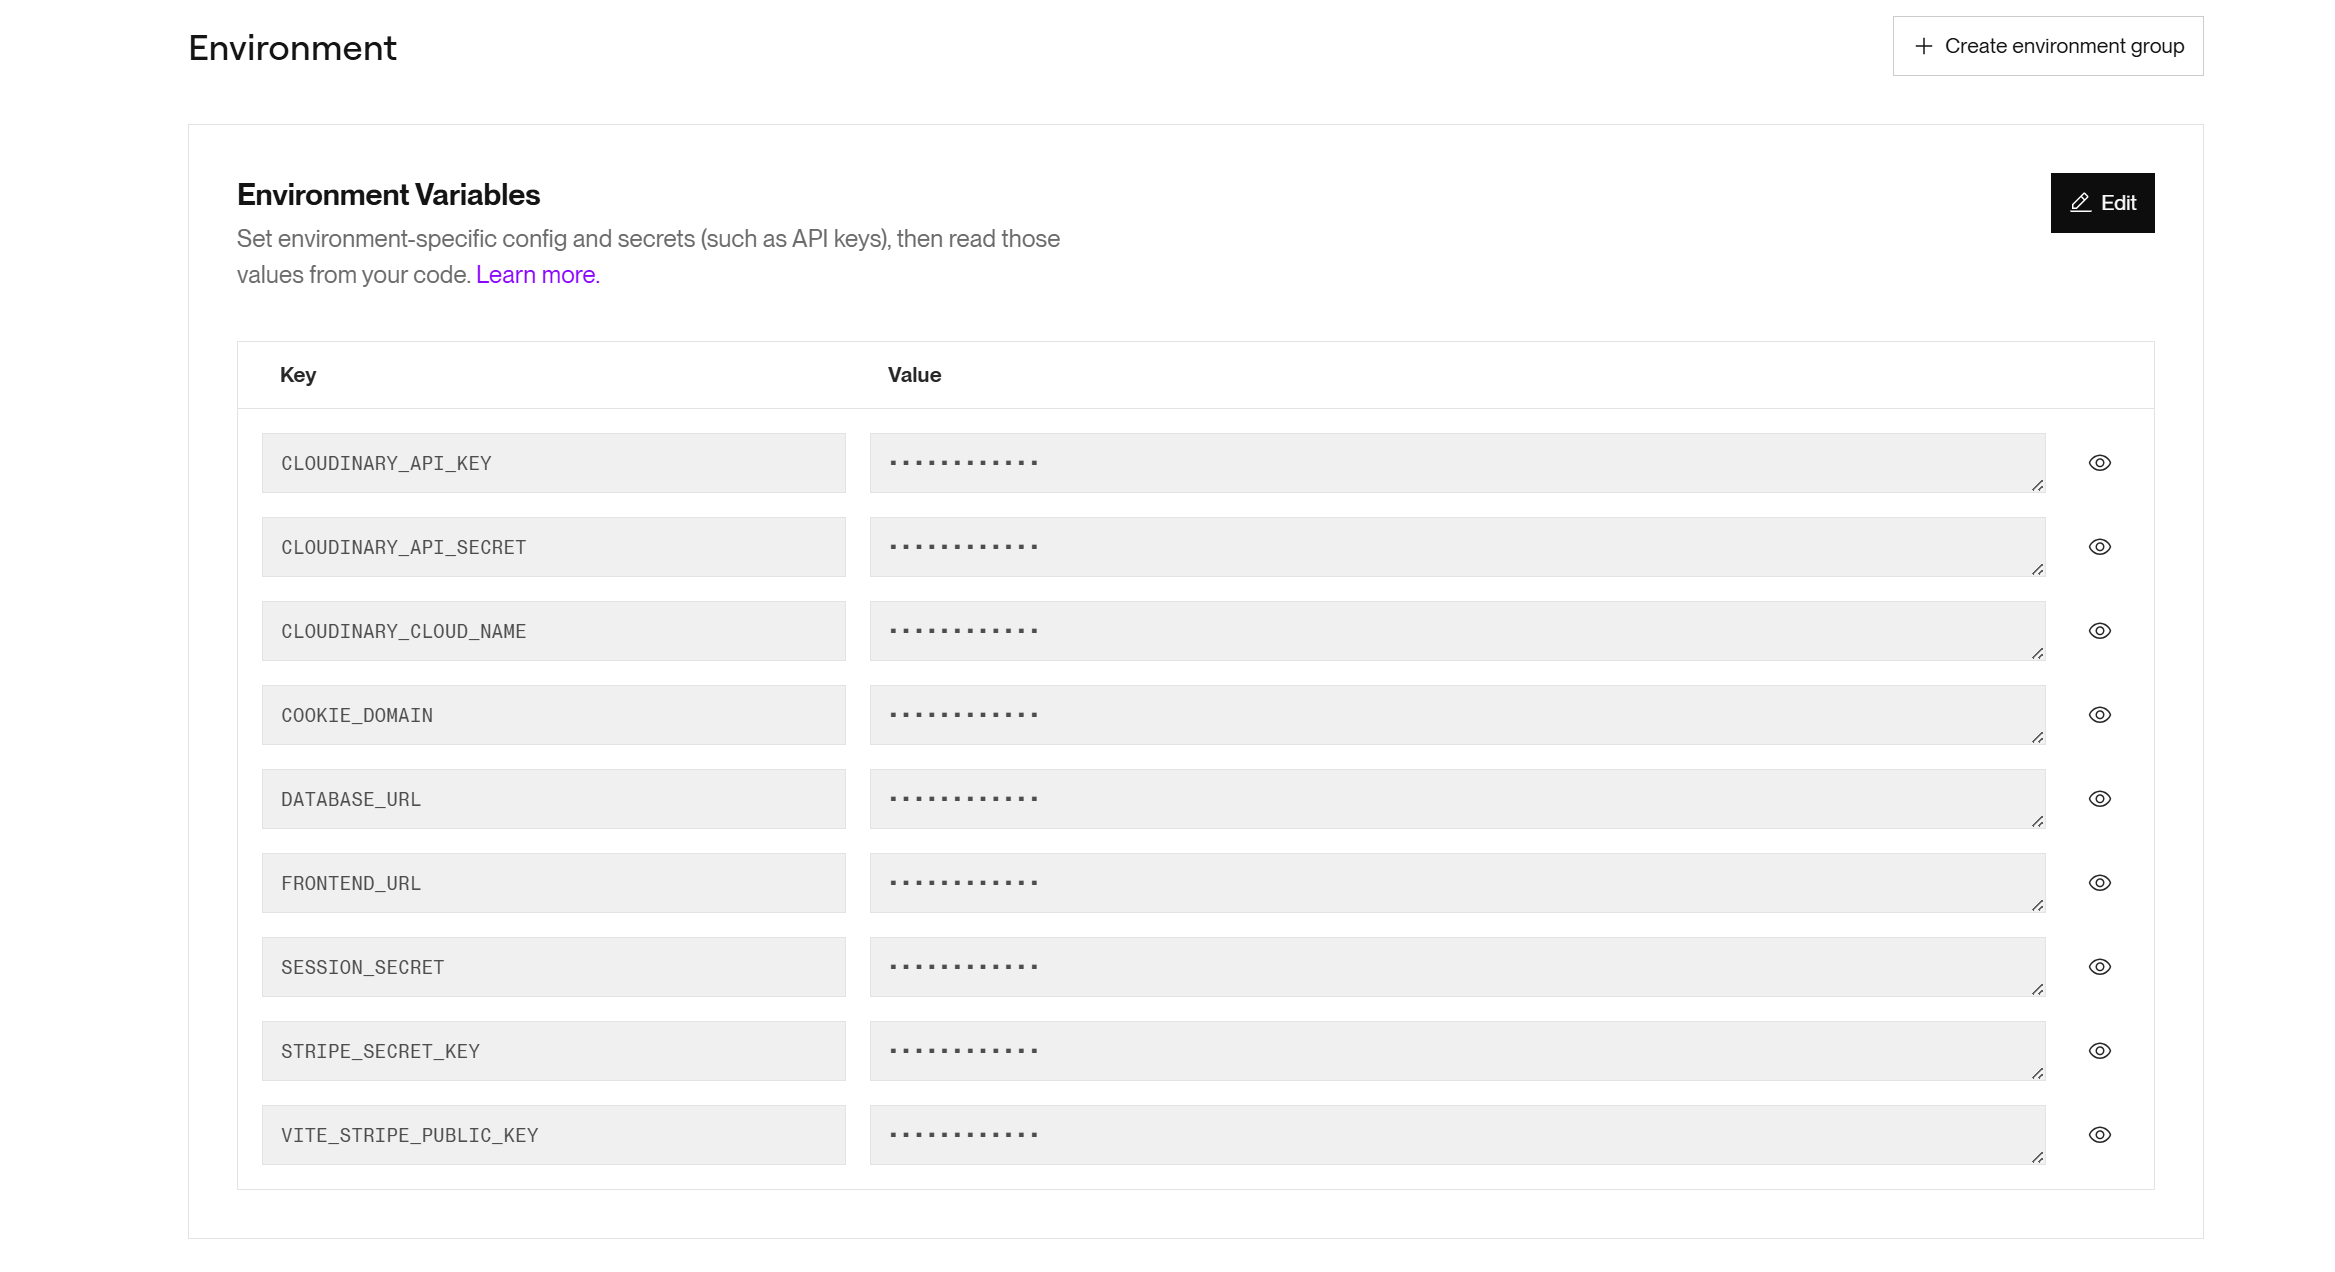 Environment
Create environment group
Environment Variables
Edit
Set environment-specific config and secrets (such as API keys), then read those
values from your code. Learn more.
Key Value
CLOUDINARY_API_KEY ············
CLOUDINARY_API_SECRET ············
CLOUDINARY_CLOUD_NAME ············
COOKIE_DOMAIN ············
DATABASE_URL ············
FRONTEND_URL ············
SESSION_SECRET ············
STRIPE_SECRET_KEY ············
VITE_STRIPE_PUBLIC_KEY ············